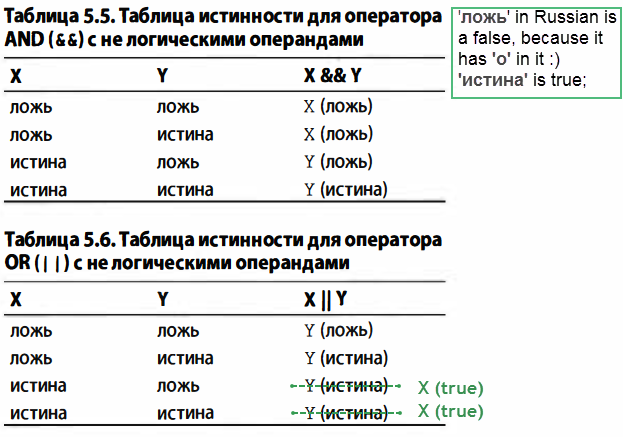 Таблица 5.5. Таблица истинности для оператора
AND (&&) с не логическими операндами
X Y X && Y
ложь ложь X (ложь)
ложь истина X (ложь)
истина ложь Y (ложь)
истина истина Y (истина)
'ложь' in Russian is
a false, because it
has 'o' in it :)
'истина' is true;
Таблица 5.6. Таблица истинности для оператора
OR (||) с не логическими операндами
X Y X || Y
ложь ложь Y (ложь)
ложь истина Y (истина)
истина ложь Y (истина) X (true)
истина истина Y (истина) X (true)